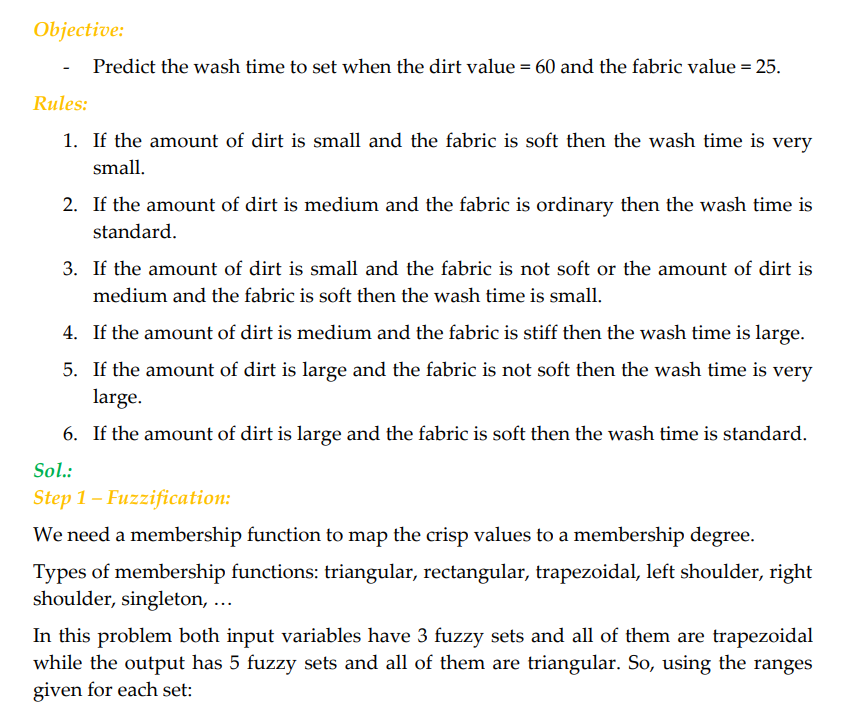 Objective:
- Predict the wash time to set when the dirt value = 60 and the fabric value = 25.
Rules:
1. If the amount of dirt is small and the fabric is soft then the wash time is very
small.
2. If the amount of dirt is medium and the fabric is ordinary then the wash time is
standard.
3. If the amount of dirt is small and the fabric is not soft or the amount of dirt is
medium and the fabric is soft then the wash time is small.
4. If the amount of dirt is medium and the fabric is stiff then the wash time is large.
5. If the amount of dirt is large and the fabric is not soft then the wash time is very
large.
6. If the amount of dirt is large and the fabric is soft then the wash time is standard.
Sol.:
Step 1 – Fuzzification:
We need a membership function to map the crisp values to a membership degree.
Types of membership functions: triangular, rectangular, trapezoidal, left shoulder, right
shoulder, singleton, …
In this problem both input variables have 3 fuzzy sets and all of them are trapezoidal
while the output has 5 fuzzy sets and all of them are triangular. So, using the ranges
given for each set: